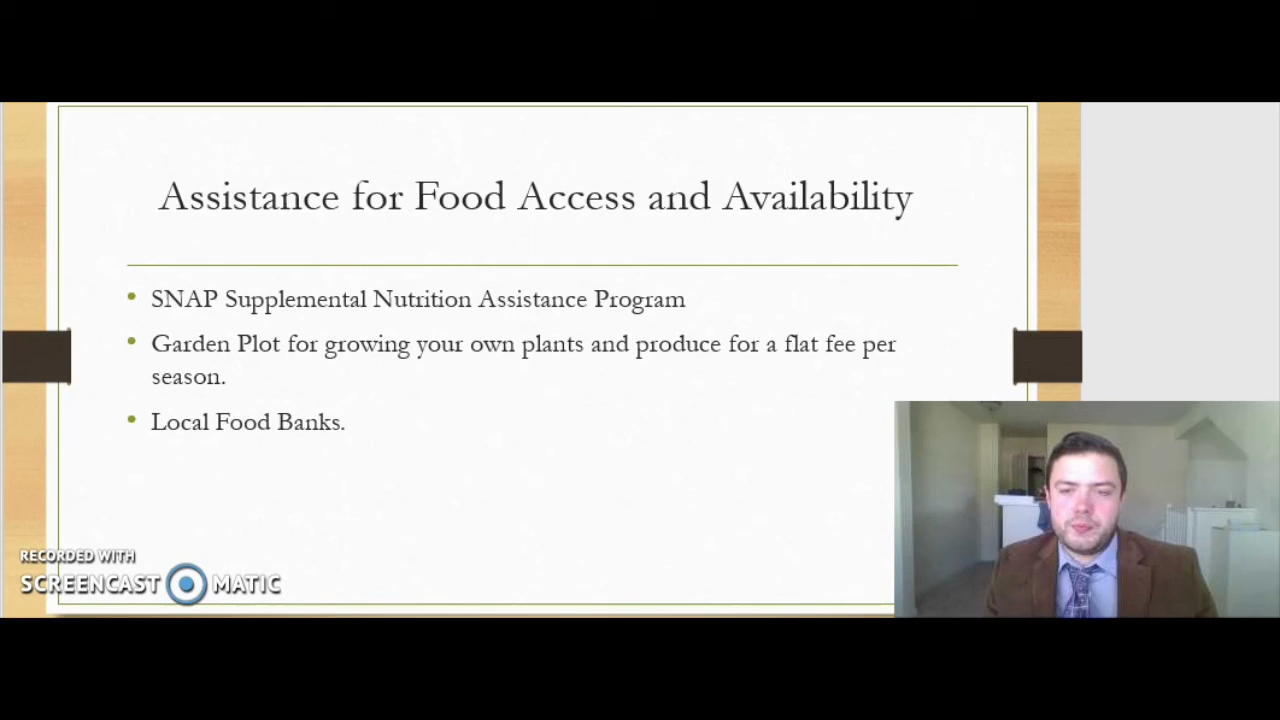 Assistance for Food Access and Availability
• SNAP Supplemental Nutrition Assistance Program
• Garden Plot for growing your own plants and produce for a flat fee per
season.
• Local Food Banks.
RECORDED WITH
SCREENCAST MATIC